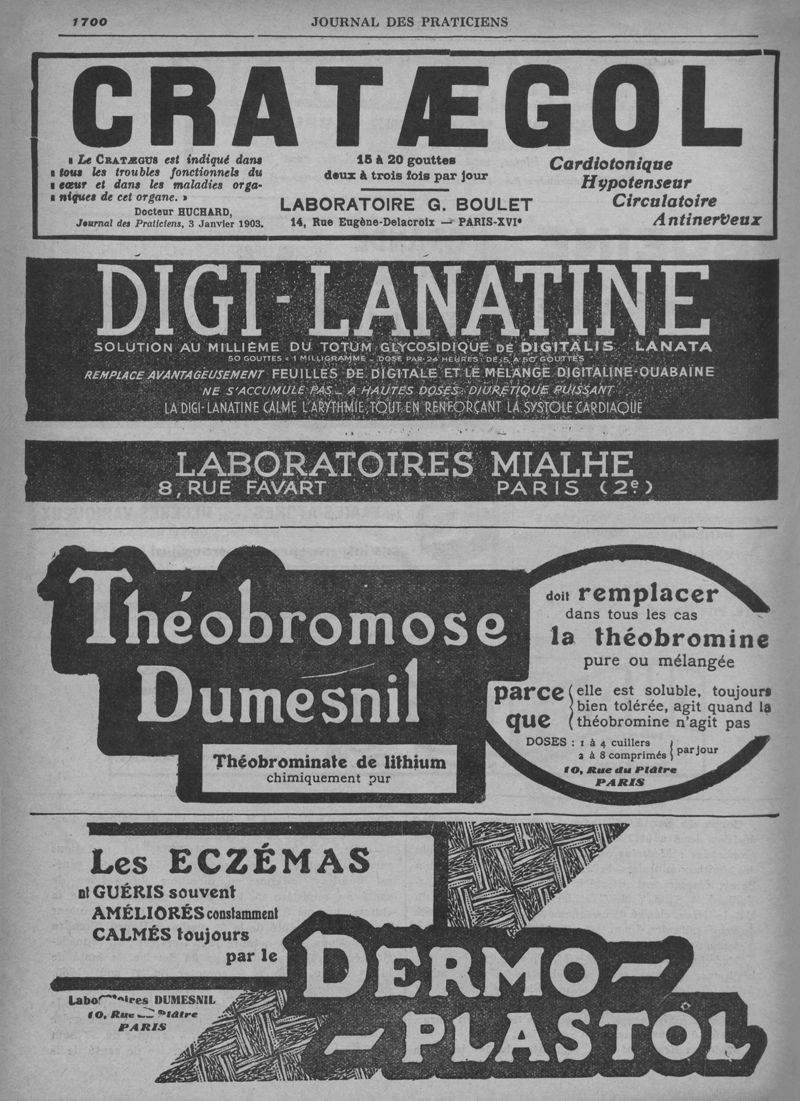 1700
JOURNAL DES PRATICIENS
CRATÆGOL
« Le CRATÆGUS est indiqué dans
« tous les troubles fonctionnels du
« cœur et dans les maladies orga-
« niques de cet organe. »
Docteur HUCHARD,
Journal des Praticiens, 3 Janvier 1903.
15 à 20 gouttes
deux à trois fois par jour
LABORATOIRE G. BOULET
14, Rue Eugène-Delacroix — PARIS-XVIe
Cardiotonique
Hypotenseur
Circulatoire
Antinerveux
DIGI-LANATINE
SOLUTION AU MILLIÈME DU TOTUM GLYCOSIDIQUE DE DIGITALIS LANATA
50 GOUTTES = 1 MILLIGRAMME - DOSE PAR 24 HEURES: DE 5 A 50 GOUTTES
REMPLACE AVANTAGEUSEMENT FEUILLES DE DIGITALE ET LE MÉLANGE DIGITALINE-OUABAÏNE
NE S'ACCUMULE PAS - A HAUTES DOSES: DIURÉTIQUE PUISSANT
LA DIGI-LANATINE CALME L'ARYTHMIE, TOUT EN RENFORÇANT LA SYSTOLE CARDIAQUE
LABORATOIRES MIALHE
8, RUE FAVART PARIS (2e)
Théobromose
Dumesnil
Théobrominate de lithium
chimiquement pur
doit remplacer
dans tous les cas
la théobromine
pure ou mélangée
parce que
elle est soluble, toujours
bien tolérée, agit quand la
théobromine n'agit pas
DOSES : 1 à 4 cuillers
2 à 8 comprimés
par jour
10, Rue du Plâtre
PARIS
Les ECZÉMAS
nt GUÉRIS souvent
AMÉLIORÉS constamment
CALMÉS toujours
par le
DERMO-
-PLASTOL
Laboratoires DUMESNIL
10, Rue Plâtre
PARIS